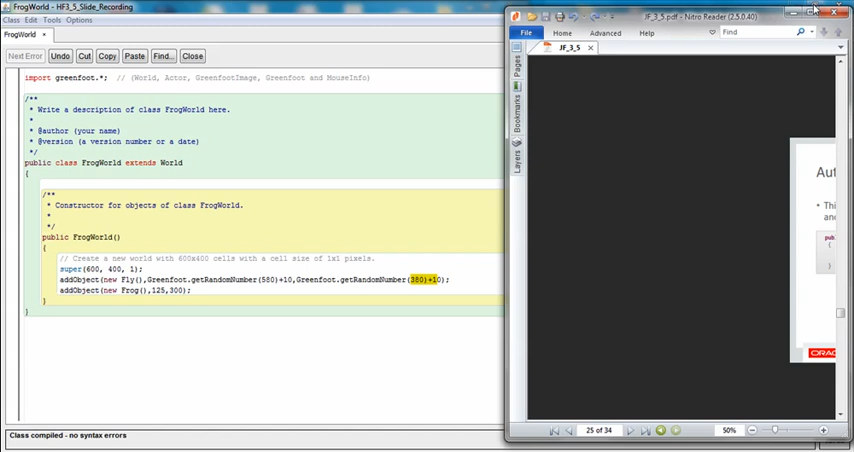 FrogWorld - HF3_5_Slide_Recording
Class Edit Tools Options
FrogWorld ×
Next Error Undo Cut Copy Paste Find... Close
import greenfoot.*;  // (World, Actor, GreenfootImage, Greenfoot and MouseInfo)
/**
* Write a description of class FrogWorld here.
*
* @author (your name)
* @version (a version number or a date)
*/
public class FrogWorld extends World
{
/**
* Constructor for objects of class FrogWorld.
*
*/
public FrogWorld()
{
// Create a new world with 600x400 cells with a cell size of 1x1 pixels.
super(600, 400, 1);
addObject(new Fly(),Greenfoot.getRandomNumber(580)+10,Greenfoot.getRandomNumber(380)+10);
addObject(new Frog(),125,300);
}
}
Class compiled - no syntax errors
JF_3_5.pdf - Nitro Reader (2.5.0.40)
File Home Advanced Help Find
JF_3_5 ×
Pages
Bookmarks
Layers
Aut
• Thi
and
pub
ORAC
25 of 34 50%